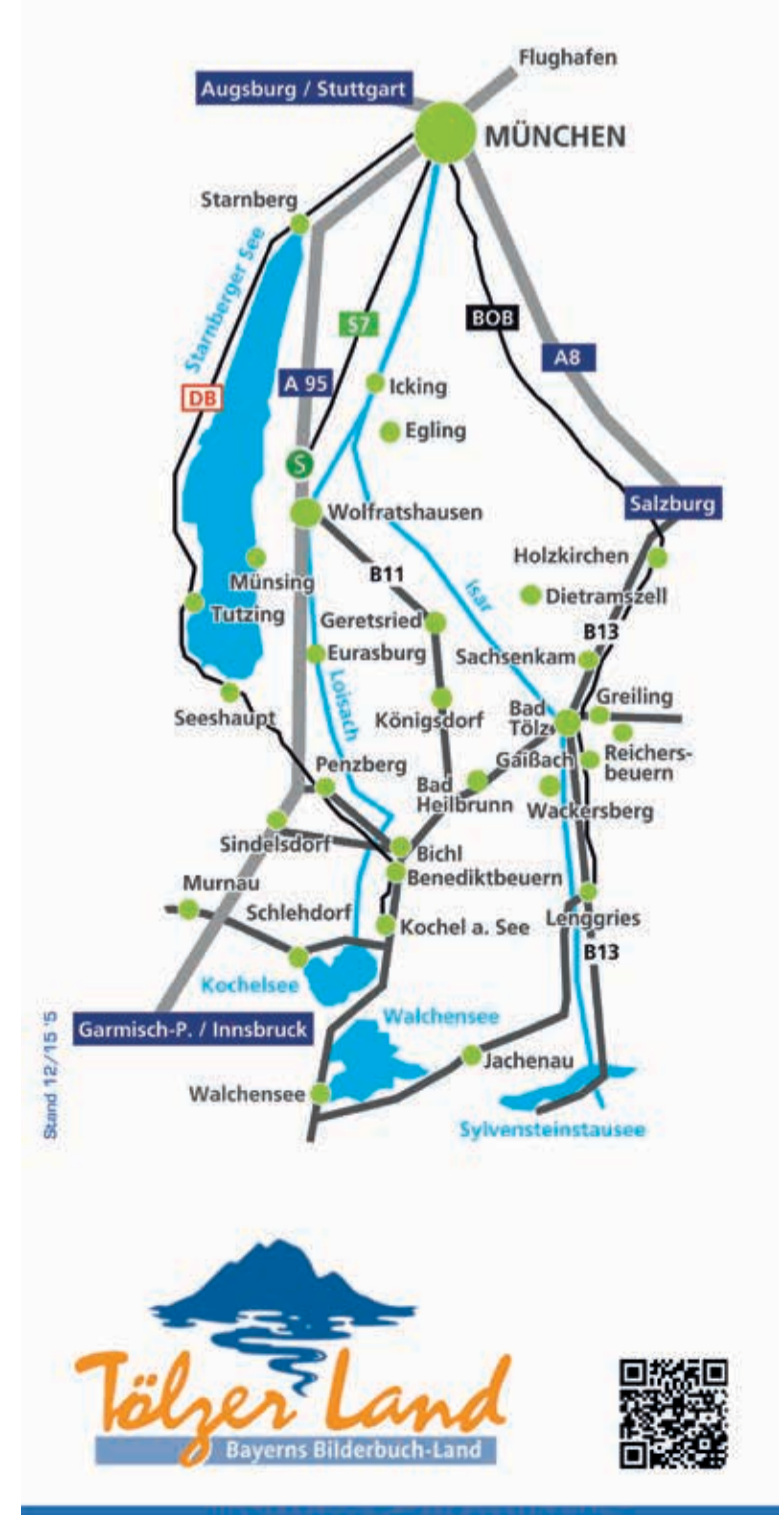 Flughafen
Augsburg / Stuttgart
MÜNCHEN
Starnberg
Starnberger See
S7
BOB
A8
A 95
DB
Icking
Egling
S
Salzburg
Wolfratshausen
Holzkirchen
B11
Münsing
Isar
Dietramszell
Tutzing
Geretsried
B13
Eurasburg
Sachsenkam
Loisach
Seeshaupt
Königsdorf
Bad
Tölz
Greiling
Gaißach
Reichers-
beuern
Penzberg
Bad
Heilbrunn
Wackersberg
Sindelsdorf
Bichl
Benediktbeuern
Murnau
Schlehdorf
Kochel a. See
Lenggries
B13
Kochelsee
Walchensee
Garmisch-P. / Innsbruck
Jachenau
Walchensee
Sylvensteinstausee
Stand 12/15 '5
Tölzer Land
Bayerns Bilderbuch-Land